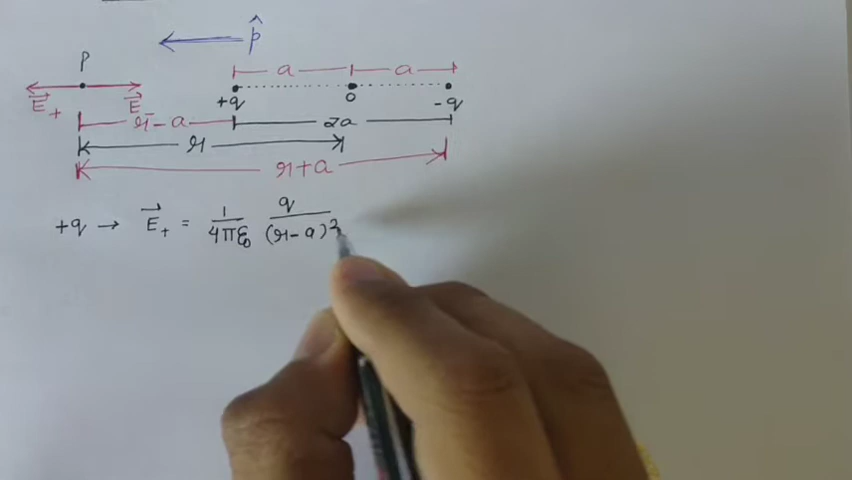 p̂
P
a a
E⃗₊ E⃗₋ +q O -q
r-a 2a
r
r+a
+q → E⃗₊ = 1/4πε₀ q/(r-a)²